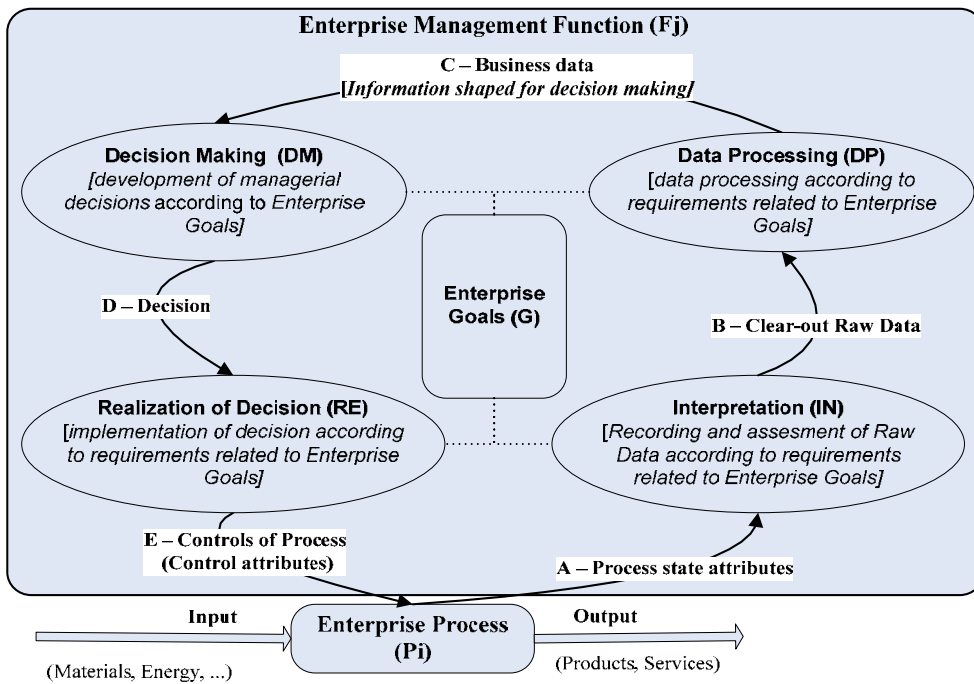 Enterprise Management Function (Fj)
C – Business data
[Information shaped for decision making]
Decision Making (DM)
[development of managerial
decisions according to Enterprise
Goals]
Data Processing (DP)
[data processing according to
requirements related to Enterprise
Goals]
Enterprise
Goals (G)
D – Decision
B – Clear-out Raw Data
Realization of Decision (RE)
[implementation of decision according
to requirements related to Enterprise
Goals]
Interpretation (IN)
[Recording and assesment of Raw
Data according to requirements
related to Enterprise Goals]
E – Controls of Process
(Control attributes)
A – Process state attributes
Input
(Materials, Energy, ...)
Enterprise Process
(Pi)
Output
(Products, Services)